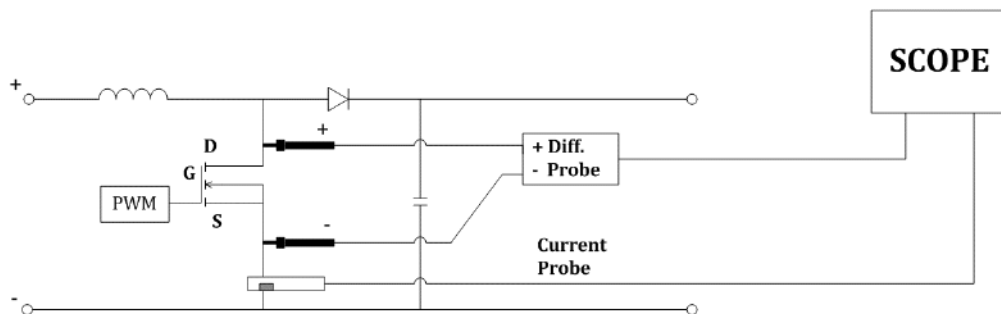 SCOPE
+
+
D
+ Diff.
- Probe
G
PWM
S
-
Current
Probe
-